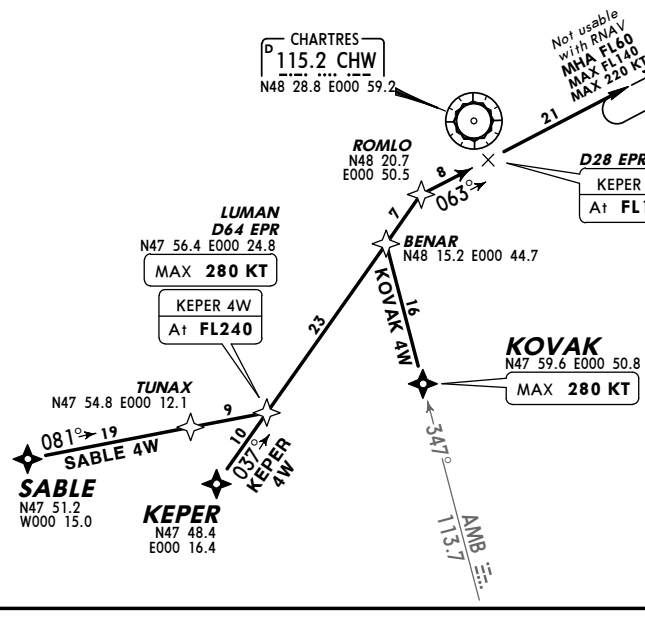 CHARTRES
D 115.2 CHW
N48 28.8 E000 59.2
Not usable
with RNAV
MHA FL60
MAX FL140
MAX 220 KT
21
ROMLO
N48 20.7
E000 50.5
8
063°
D28 EPR
KEPER
At FL1
7
LUMAN
D64 EPR
N47 56.4 E000 24.8
MAX 280 KT
BENAR
N48 15.2 E000 44.7
KEPER 4W
At FL240
23
16
KOVAK 4W
KOVAK
N47 59.6 E000 50.8
MAX 280 KT
TUNAX
N47 54.8 E000 12.1
9
081°
19
SABLE 4W
10
037°
KEPER
4W
SABLE
N47 51.2
W000 15.0
KEPER
N47 48.4
E000 16.4
347°
AMB
113.7